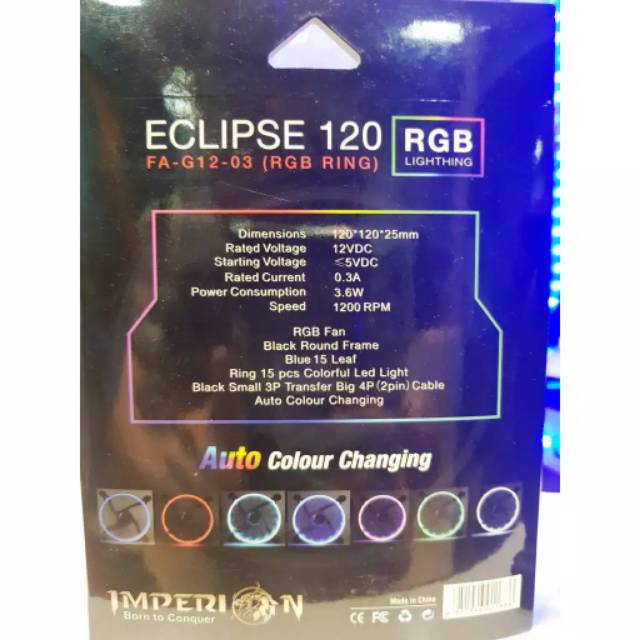 ECLIPSE 120
RGB
LIGHTHING
FA-G12-03 (RGB RING)
Dimensions 120*120*25mm
Rated Voltage 12VDC
Starting Voltage ≤5VDC
Rated Current 0.3A
Power Consumption 3.6W
Speed 1200 RPM
RGB Fan
Black Round Frame
Blue 15 Leaf
Ring 15 pcs Colorful Led Light
Black Small 3P Transfer Big 4P(2pin)Cable
Auto Colour Changing
Auto Colour Changing
IMPERION
Born to Conquer
Made in China
CE FC